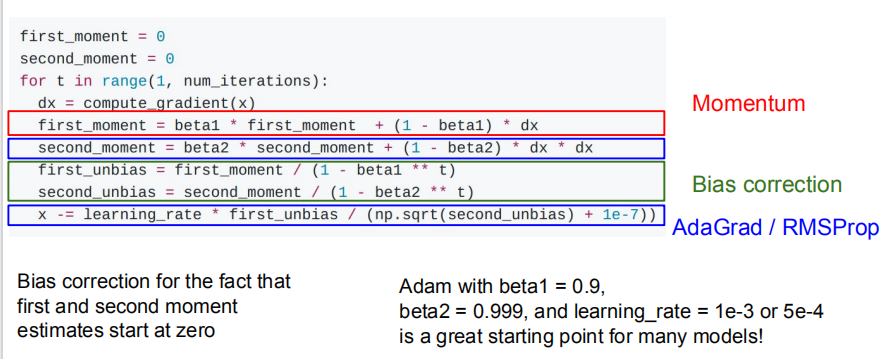 first_moment = 0
second_moment = 0
for t in range(1, num_iterations):
  dx = compute_gradient(x)
  first_moment = beta1 * first_moment  + (1 - beta1) * dx
  second_moment = beta2 * second_moment + (1 - beta2) * dx * dx
  first_unbias = first_moment / (1 - beta1 ** t)
  second_unbias = second_moment / (1 - beta2 ** t)
  x -= learning_rate * first_unbias / (np.sqrt(second_unbias) + 1e-7))
Momentum
Bias correction
AdaGrad / RMSProp
Bias correction for the fact that
first and second moment
estimates start at zero
Adam with beta1 = 0.9,
beta2 = 0.999, and learning_rate = 1e-3 or 5e-4
is a great starting point for many models!